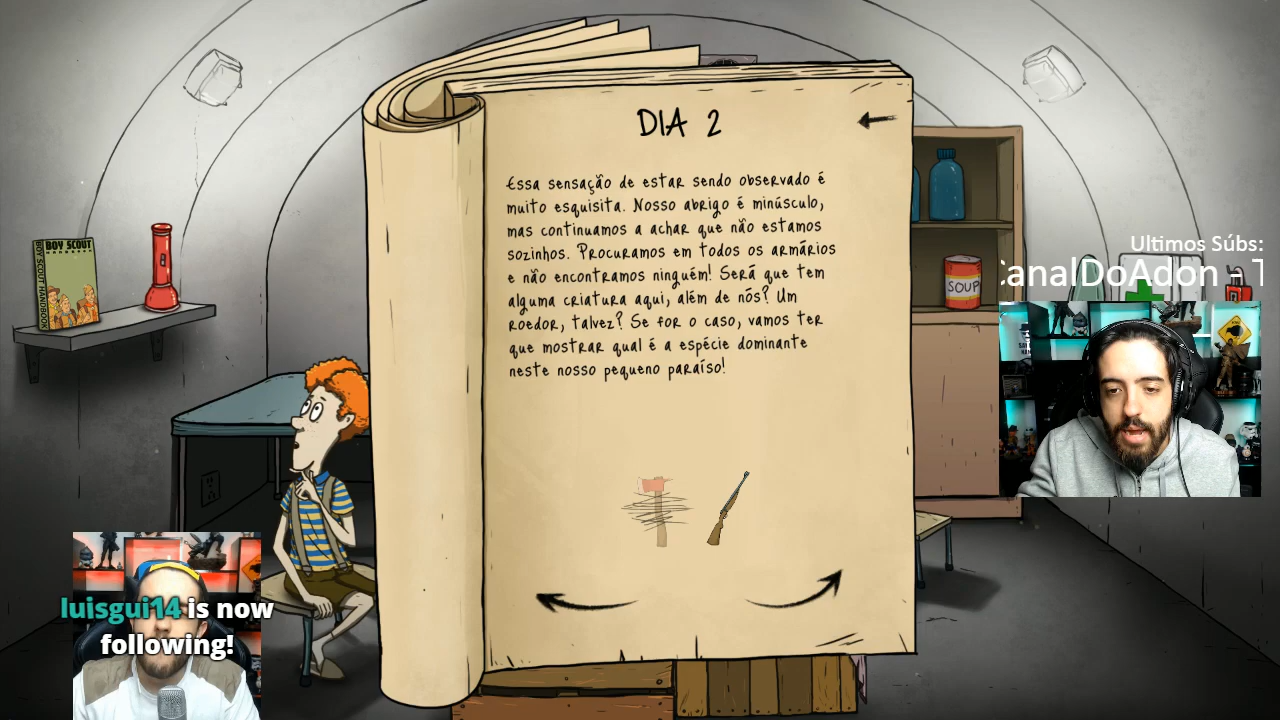 DIA 2
Essa sensação de estar sendo observado é
muito esquisita. Nosso abrigo é minúsculo,
mas continuamos a achar que não estamos
sozinhos. Procuramos em todos os armários
e não encontramos ninguém! Será que tem
alguma criatura aqui, além de nós? Um
roedor, talvez? Se for o caso, vamos ter
que mostrar qual é a espécie dominante
neste nosso pequeno paraíso!
BOY SCOUT
BOY SCOUT HANDBOOK
SOUP
Ultimos Súbs:
CanalDoAdon - T
luisgui14 is now
following!